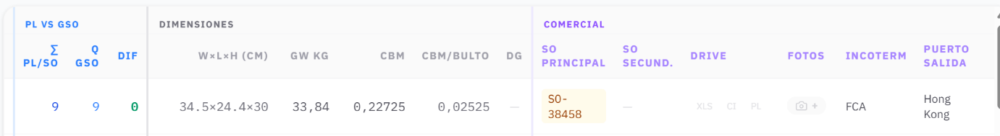 PL VS GSO
DIMENSIONES
COMERCIAL
Σ PL/SO
Q GSO
DIF
W×L×H (CM)
GW KG
CBM
CBM/BULTO
DG
SO PRINCIPAL
SO SECUND.
DRIVE
FOTOS
INCOTERM
PUERTO SALIDA
9
9
0
34.5×24.4×30
33,84
0,22725
0,02525
—
SO-
38458
—
XLS
CI
PL
+
FCA
Hong
Kong